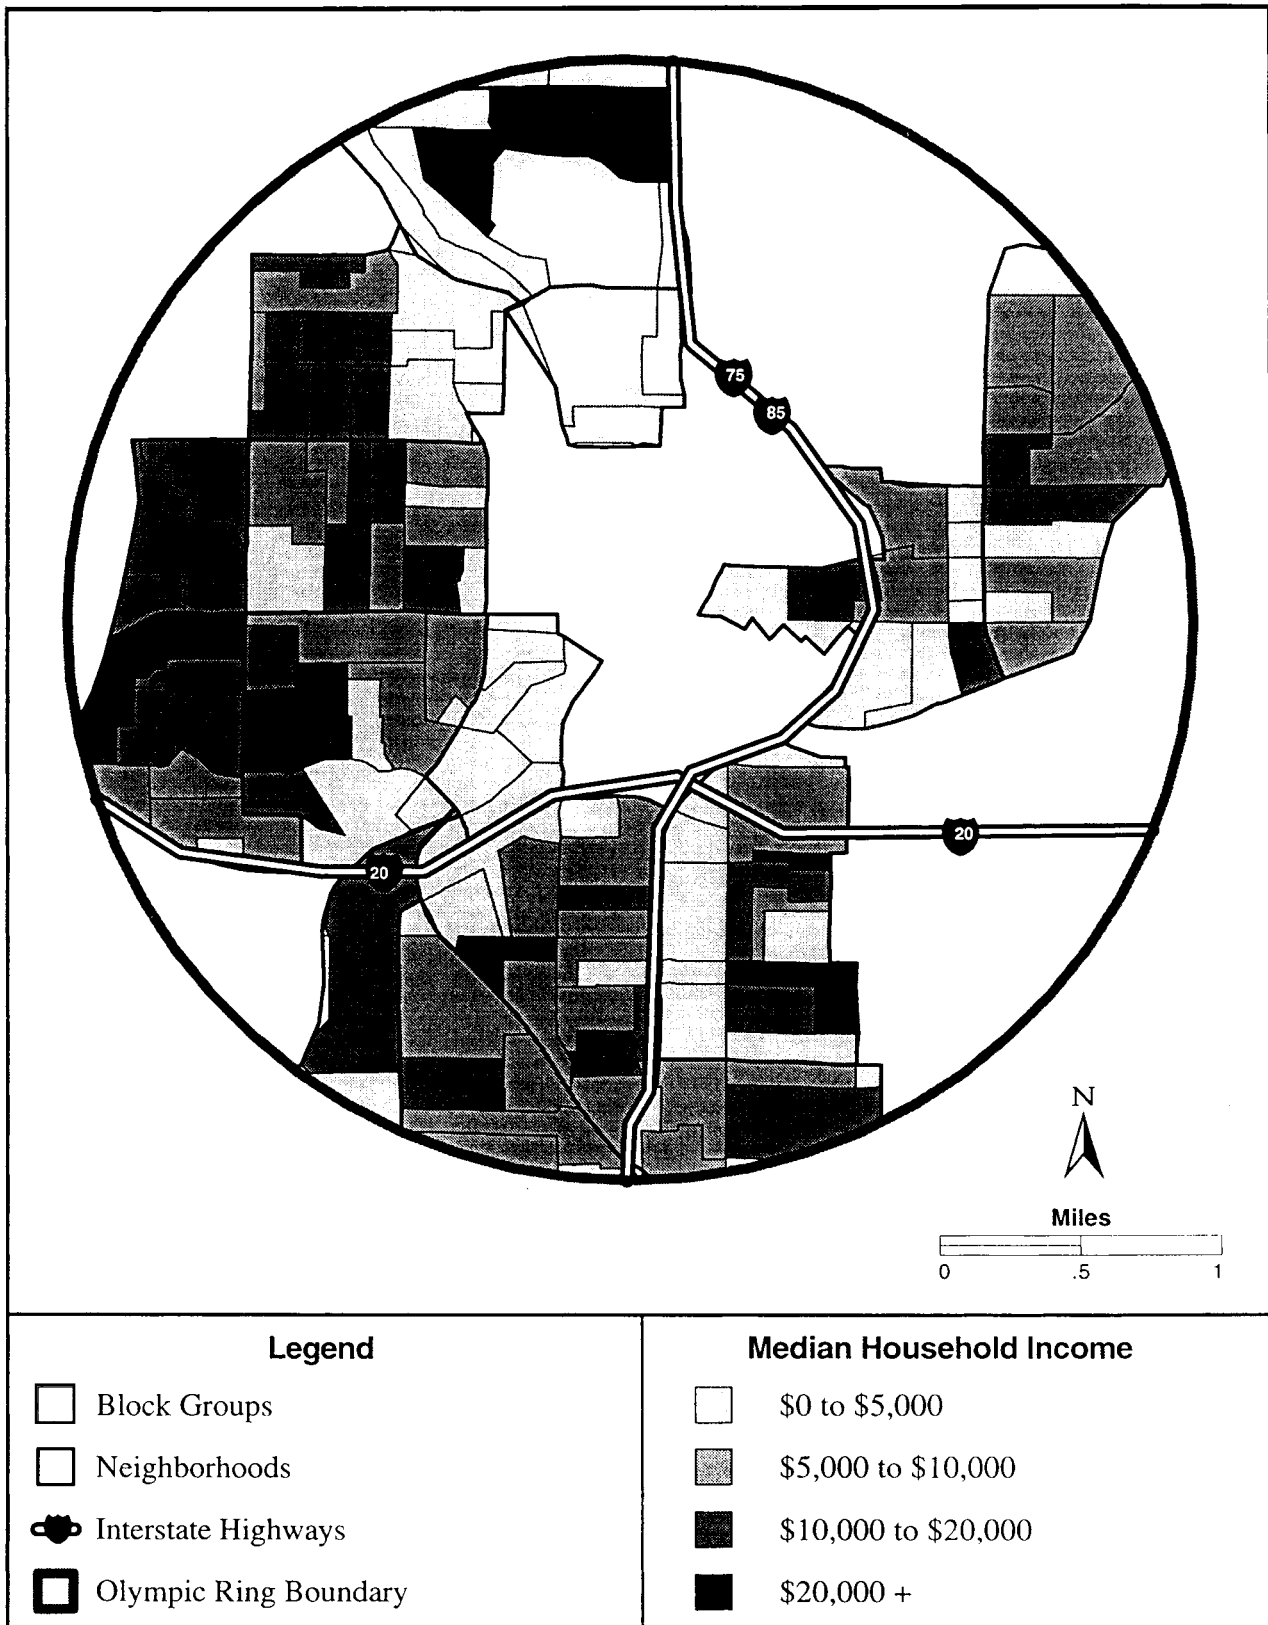 75
85
20
20
N
Miles
0 .5 1
Legend
Block Groups
Neighborhoods
Interstate Highways
Olympic Ring Boundary
Median Household Income
$0 to $5,000
$5,000 to $10,000
$10,000 to $20,000
$20,000 +